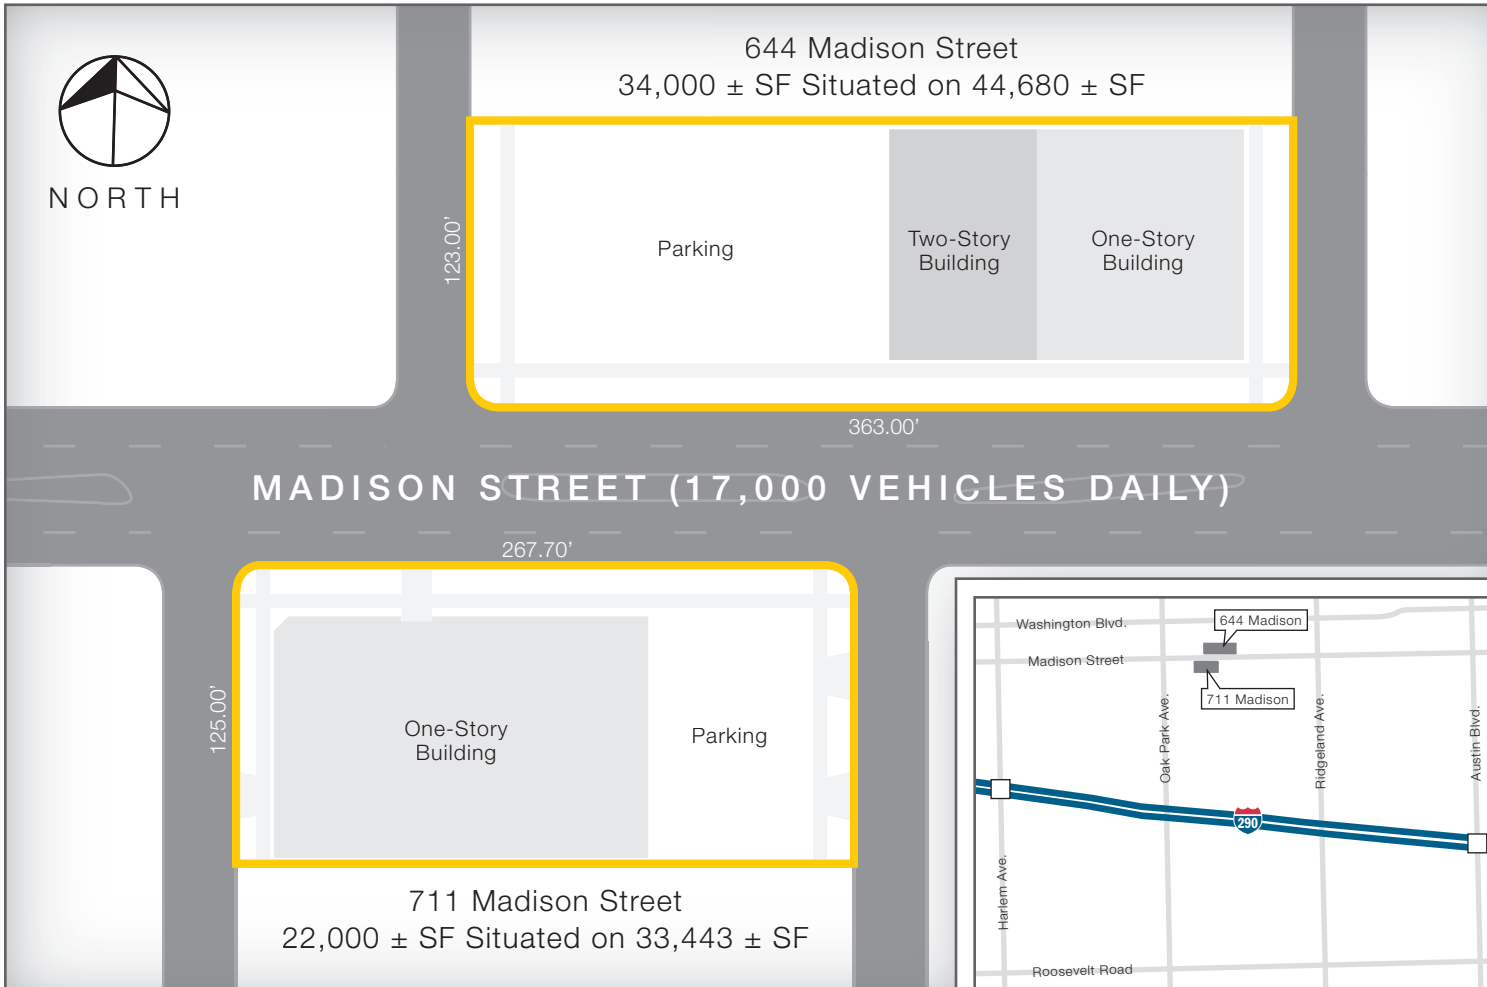 644 Madison Street
34,000 ± SF Situated on 44,680 ± SF
NORTH
123.00’
Parking
Two-Story
Building
One-Story
Building
363.00’
MADISON STREET (17,000 VEHICLES DAILY)
267.70’
125.00’
One-Story
Building
Parking
711 Madison Street
22,000 ± SF Situated on 33,443 ± SF
Washington Blvd.
644 Madison
Madison Street
711 Madison
Oak Park Ave.
Ridgeland Ave.
Austin Blvd.
290
Harlem Ave.
Roosevelt Road